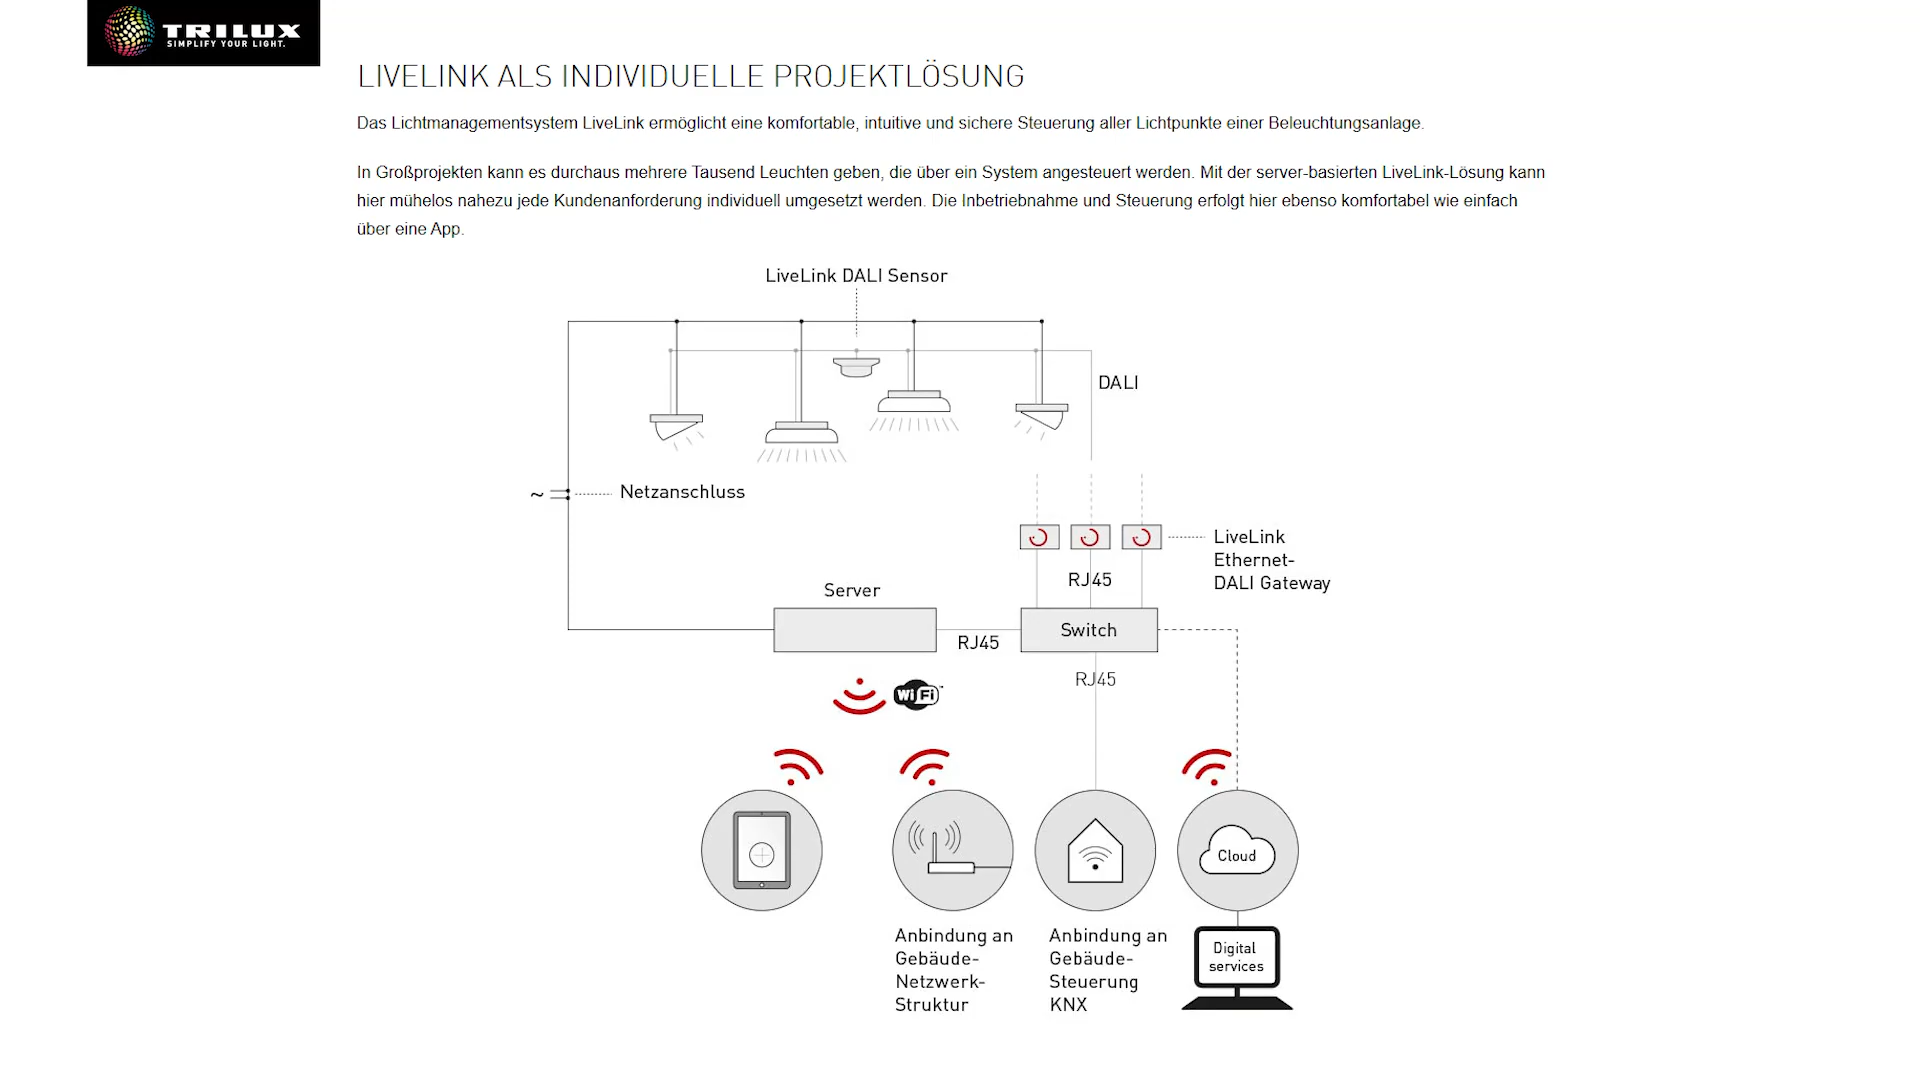 TRILUX
SIMPLIFY YOUR LIGHT.
LIVELINK ALS INDIVIDUELLE PROJEKTLÖSUNG
Das Lichtmanagementsystem LiveLink ermöglicht eine komfortable, intuitive und sichere Steuerung aller Lichtpunkte einer Beleuchtungsanlage.
In Großprojekten kann es durchaus mehrere Tausend Leuchten geben, die über ein System angesteuert werden. Mit der server-basierten LiveLink-Lösung kann
hier mühelos nahezu jede Kundenanforderung individuell umgesetzt werden. Die Inbetriebnahme und Steuerung erfolgt hier ebenso komfortabel wie einfach
über eine App.
LiveLink DALI Sensor
DALI
~
Netzanschluss
LiveLink
Ethernet-
DALI Gateway
RJ45
Server
Switch
RJ45
RJ45
Wi Fi™
Cloud
Anbindung an
Gebäude-
Netzwerk-
Struktur
Anbindung an
Gebäude-
Steuerung
KNX
Digital
services